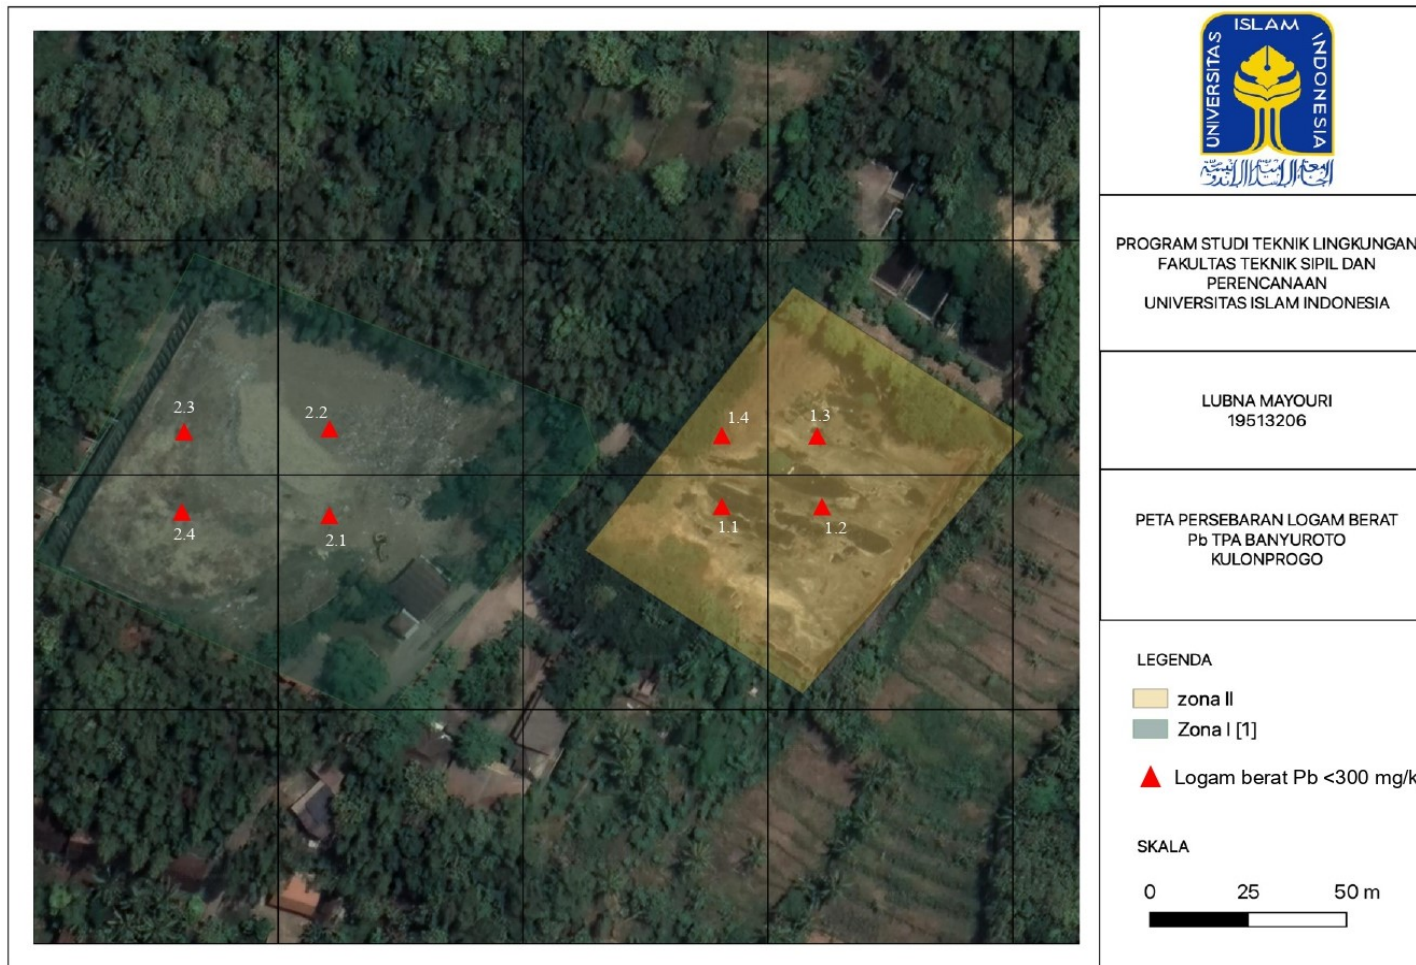 UNIVERSITAS
ISLAM
INDONESIA
PROGRAM STUDI TEKNIK LINGKUNGAN
FAKULTAS TEKNIK SIPIL DAN
PERENCANAAN
UNIVERSITAS ISLAM INDONESIA
LUBNA MAYOURI
19513206
PETA PERSEBARAN LOGAM BERAT
Pb TPA BANYUROTO
KULONPROGO
LEGENDA
zona II
Zona I [1]
Logam berat Pb <300 mg/k
SKALA
0 25 50 m
2.3
2.2
2.4
2.1
1.4
1.3
1.1
1.2